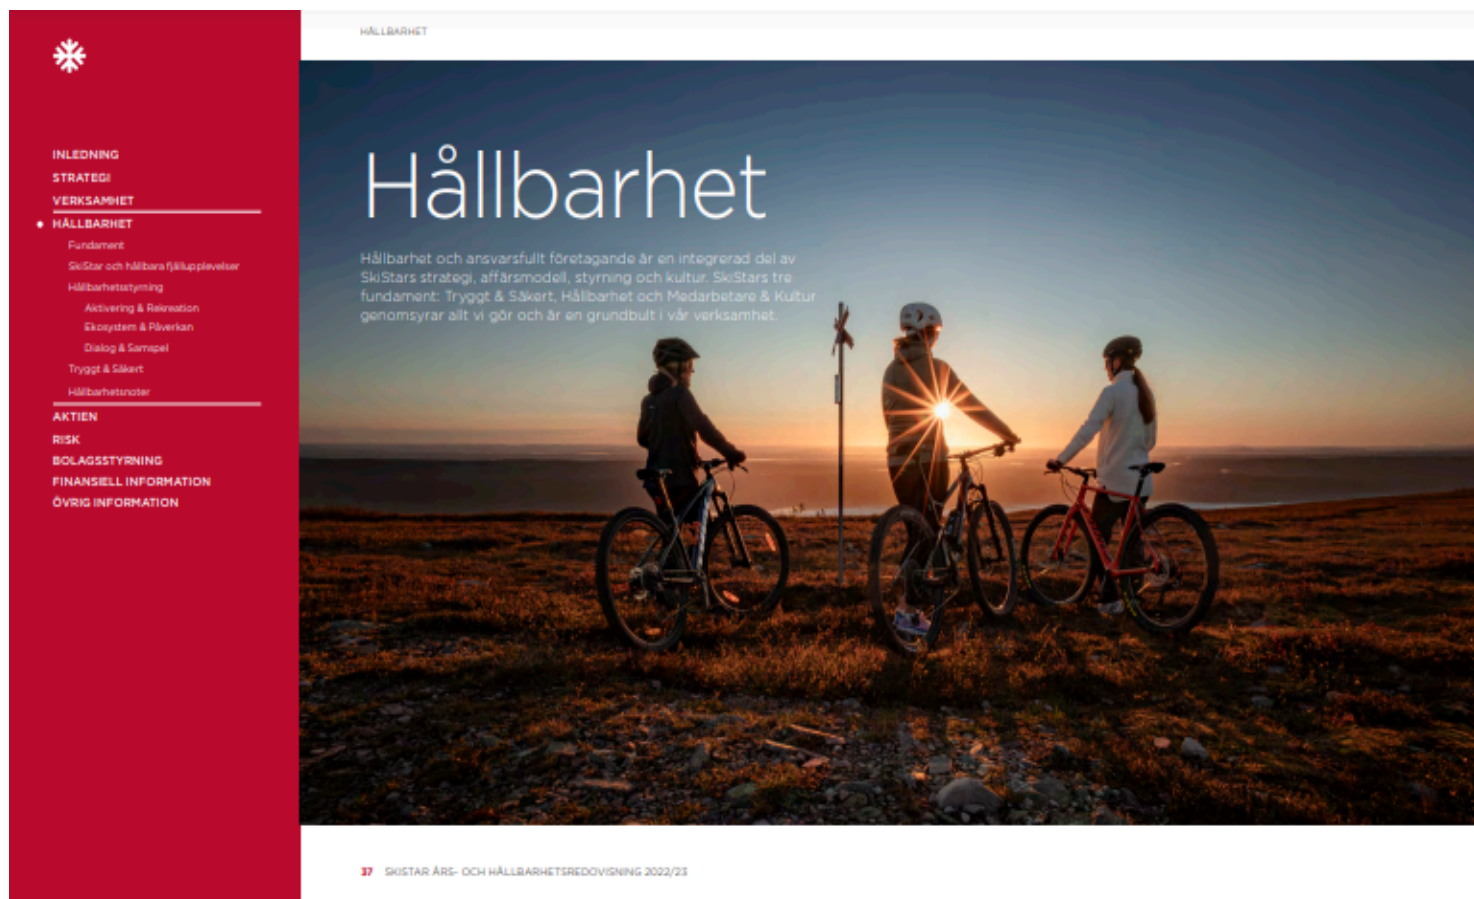 HÅLLBARHET
INLEDNING
STRATEGI
VERKSAMHET
HÅLLBARHET
Fundament
SkiStar och hållbara fjällupplevelser
Hållbarhetsstyrning
Aktivering & Rekreation
Ekosystem & Påverkan
Dialog & Samspel
Tryggt & Säkert
Hållbarhetsnoter
AKTIEN
RISK
BOLAGSSTYRNING
FINANSIELL INFORMATION
ÖVRIG INFORMATION
Hållbarhet
Hållbarhet och ansvarsfullt företagande är en integrerad del av
SkiStars strategi, affärsmodell, styrning och kultur. SkiStars tre
fundament: Tryggt & Säkert, Hållbarhet och Medarbetare & Kultur
genomsyrar allt vi gör och är en grundbult i vår verksamhet.
37 SKISTAR ÅRS- OCH HÅLLBARHETSREDOVISNING 2022/23